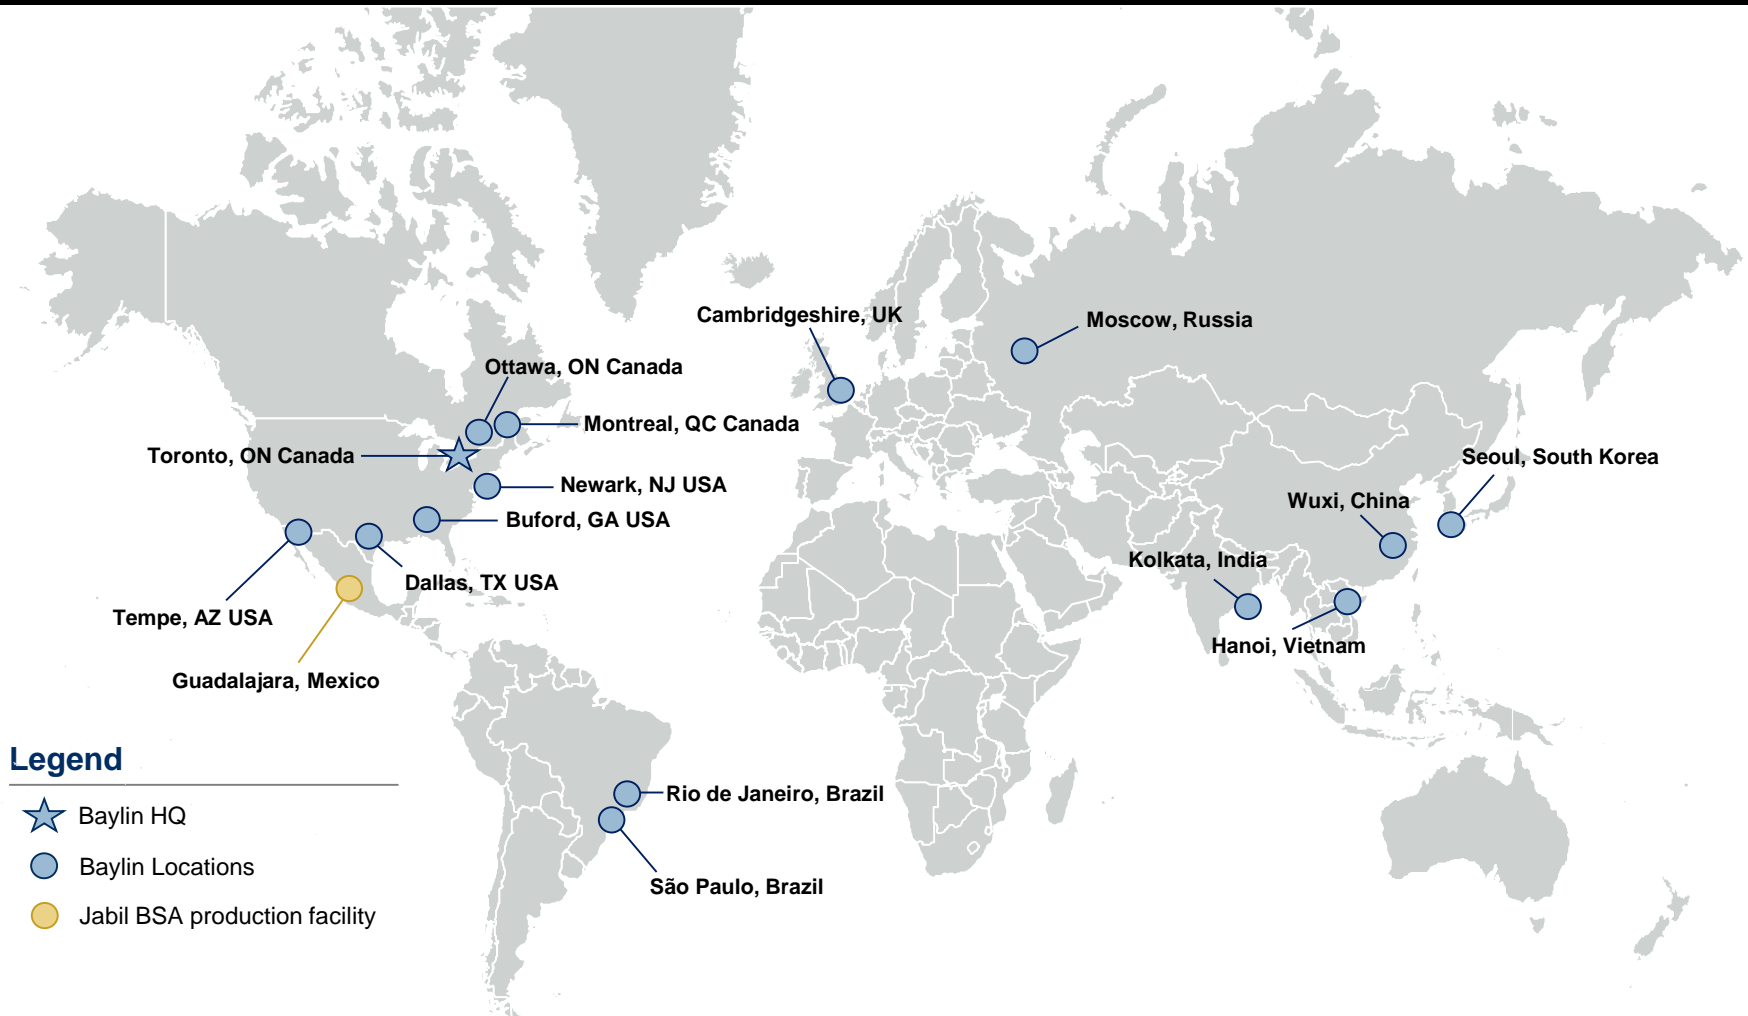 Cambridgeshire, UK
Moscow, Russia
Ottawa, ON Canada
Montreal, QC Canada
Toronto, ON Canada
Seoul, South Korea
Newark, NJ USA
Wuxi, China
Buford, GA USA
Kolkata, India
Dallas, TX USA
Tempe, AZ USA
Hanoi, Vietnam
Guadalajara, Mexico
Legend
Rio de Janeiro, Brazil
Baylin HQ
Baylin Locations
São Paulo, Brazil
Jabil BSA production facility